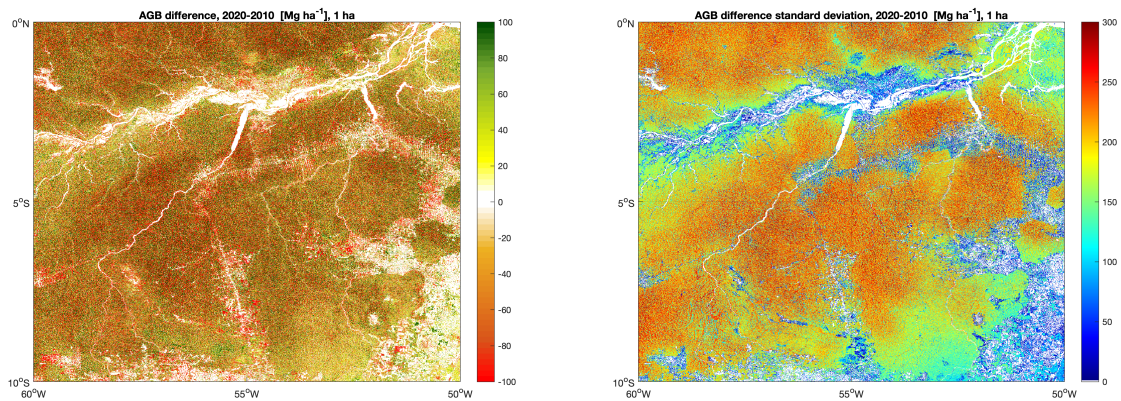 AGB difference, 2020-2010 [Mg ha⁻¹], 1 ha
0°N
5°S
10°S
60°W
55°W
50°W
100
80
60
40
20
0
-20
-40
-60
-80
-100
AGB difference standard deviation, 2020-2010 [Mg ha⁻¹], 1 ha
0°N
5°S
10°S
60°W
55°W
50°W
300
250
200
150
100
50
0